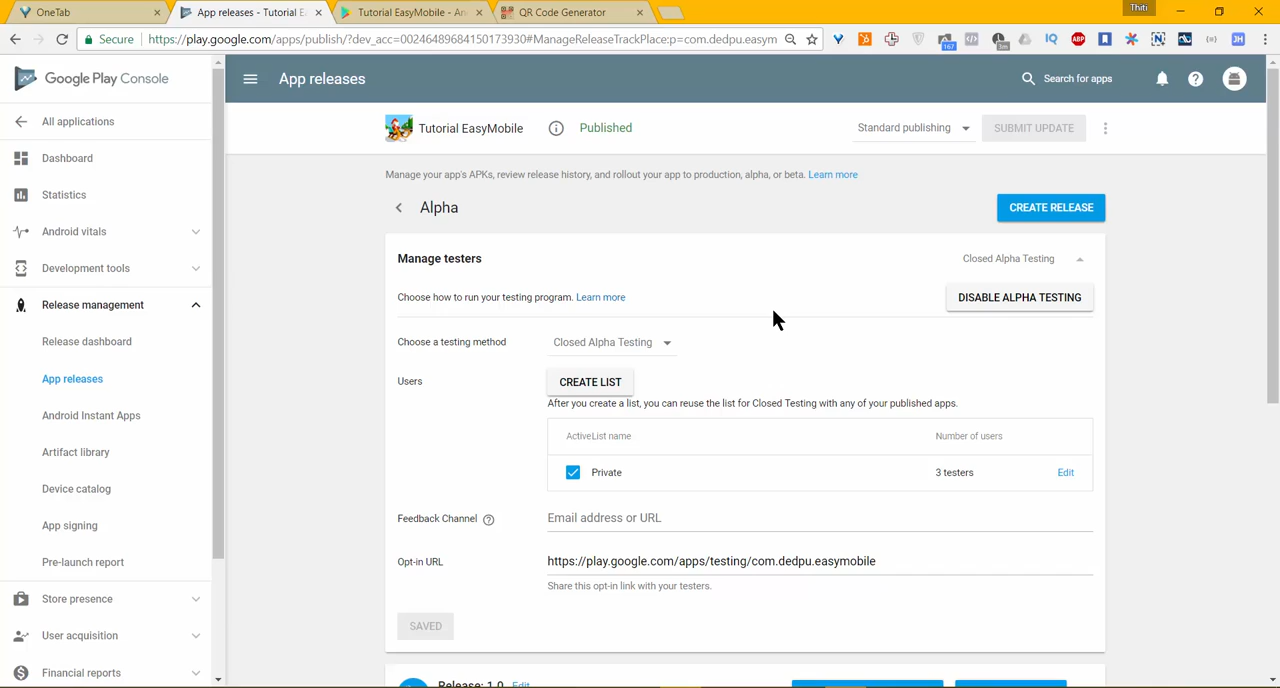 OneTab
App releases - Tutorial E
Tutorial EasyMobile - An
QR Code Generator
Thiti
Secure
https://play.google.com/apps/publish/?dev_acc=00246489684150173930#ManageReleaseTrackPlace:p=com.dedpu.easym
167
3m
IQ
ABP
JH
Google Play Console
App releases
Search for apps
All applications
Dashboard
Statistics
Android vitals
Development tools
Release management
Release dashboard
App releases
Android Instant Apps
Artifact library
Device catalog
App signing
Pre-launch report
Store presence
User acquisition
Financial reports
Tutorial EasyMobile
Published
Standard publishing
SUBMIT UPDATE
Manage your app's APKs, review release history, and rollout your app to production, alpha, or beta. Learn more
Alpha
CREATE RELEASE
Manage testers
Closed Alpha Testing
Choose how to run your testing program. Learn more
DISABLE ALPHA TESTING
Choose a testing method
Closed Alpha Testing
Users
CREATE LIST
After you create a list, you can reuse the list for Closed Testing with any of your published apps.
ActiveList name
Number of users
Private
3 testers
Edit
Feedback Channel
Email address or URL
Opt-in URL
https://play.google.com/apps/testing/com.dedpu.easymobile
Share this opt-in link with your testers.
SAVED
Release: 1.0
Edit